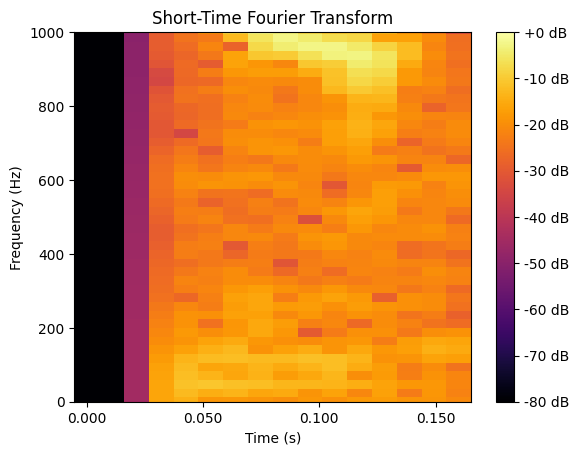 Short-Time Fourier Transform
1000
800
600
400
200
0
Frequency (Hz)
0.000
0.050
0.100
0.150
Time (s)
+0 dB
-10 dB
-20 dB
-30 dB
-40 dB
-50 dB
-60 dB
-70 dB
-80 dB